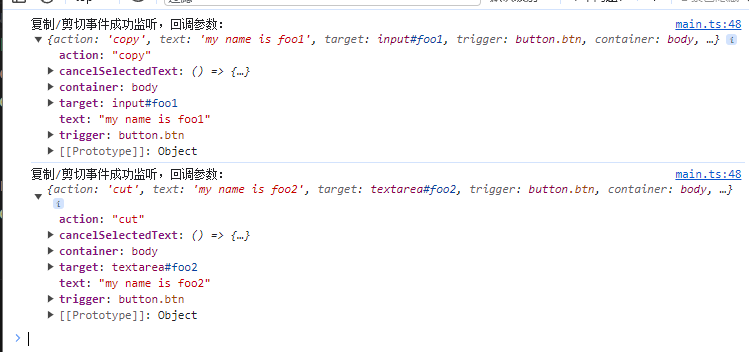 top
过滤
复制/剪切事件成功监听，回调参数： main.ts:48
{action: 'copy', text: 'my name is foo1', target: input#foo1, trigger: button.btn, container: body, …} i
action: "copy"
cancelSelectedText: () => {…}
container: body
target: input#foo1
text: "my name is foo1"
trigger: button.btn
[[Prototype]]: Object
复制/剪切事件成功监听，回调参数： main.ts:48
{action: 'cut', text: 'my name is foo2', target: textarea#foo2, trigger: button.btn, container: body, …}
i
action: "cut"
cancelSelectedText: () => {…}
container: body
target: textarea#foo2
text: "my name is foo2"
trigger: button.btn
[[Prototype]]: Object
>